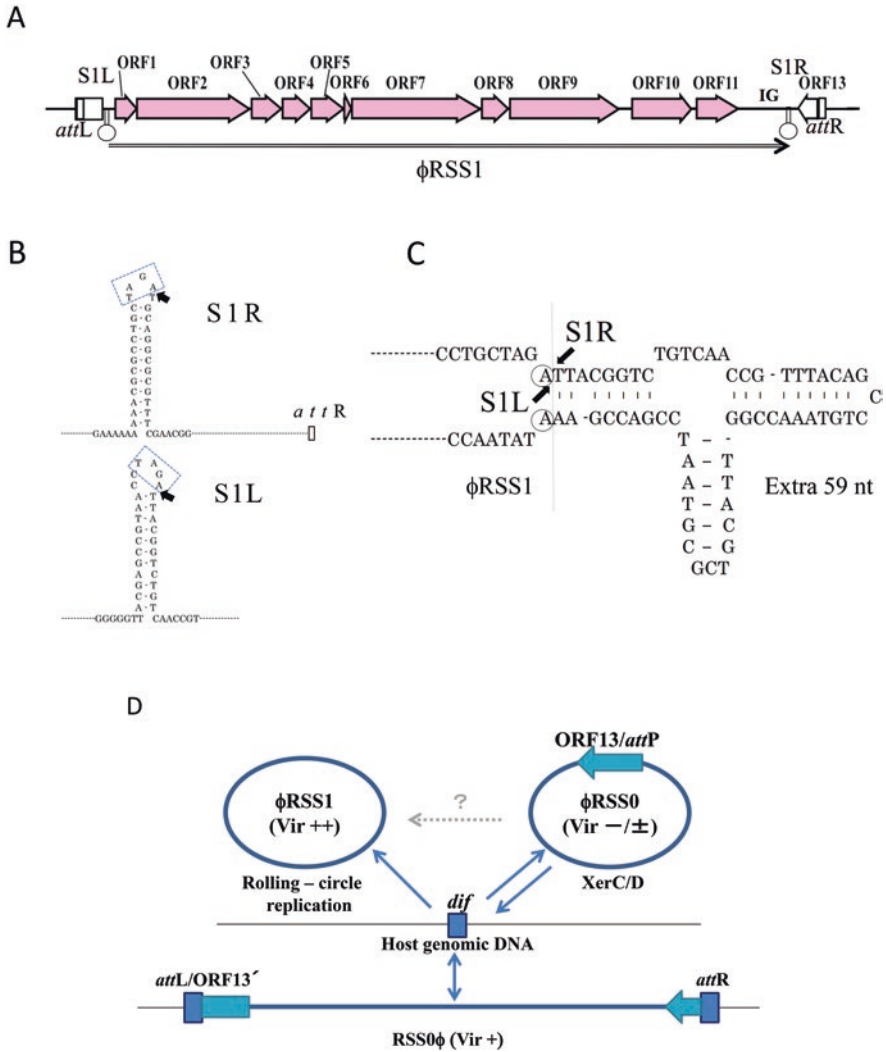 A
S1L
ORF1
ORF2
ORF3
ORF4
ORF5
ORF6
ORF7
ORF8
ORF9
ORF10
ORF11
IG
S1R
ORF13
attL
attR
ϕRSS1
B
S1R
attR
GAAAAAA CGAACGG
S1L
GGGGGTT CAACCGT
C
S1R
CCTGCTAG
TGTCAA
ATTACGGTC
CCG - TTTACAG
C
S1L
AAA -GCCAGCC
GGCCAAATGTC
CCAATAT
T - -
A - T
A - T
T - A
G - C
C - G
GCT
ϕRSS1
Extra 59 nt
D
ORF13/attP
ϕRSS1
(Vir ++)
?
ϕRSS0
(Vir −/±)
Rolling – circle
replication
XerC/D
dif
Host genomic DNA
attL/ORF13´
attR
RSS0ϕ (Vir +)